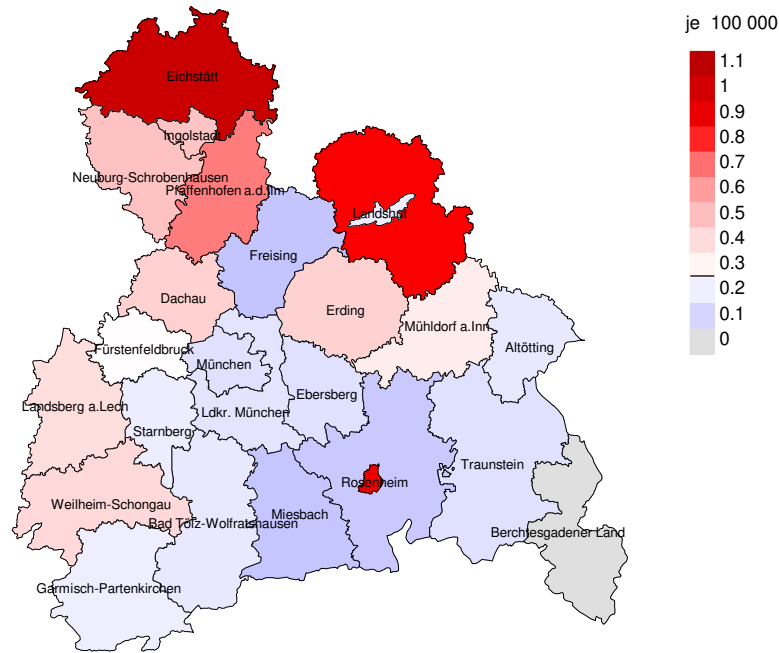 je 100 000
1.1
1
0.9
0.8
0.7
0.6
0.5
0.4
0.3
0.2
0.1
0
Eichstätt
Ingolstadt
Neuburg-Schrobenhausen
Pfaffenhofen a.d.Ilm
Landshut
Freising
Dachau
Erding
Mühldorf a.Inn
Altötting
Fürstenfeldbruck
München
Ebersberg
Landsberg a.Lech
Ldkr. München
Starnberg
Traunstein
Rosenheim
Weilheim-Schongau
Miesbach
Bad Tölz-Wolfratshausen
Berchtesgadener Land
Garmisch-Partenkirchen